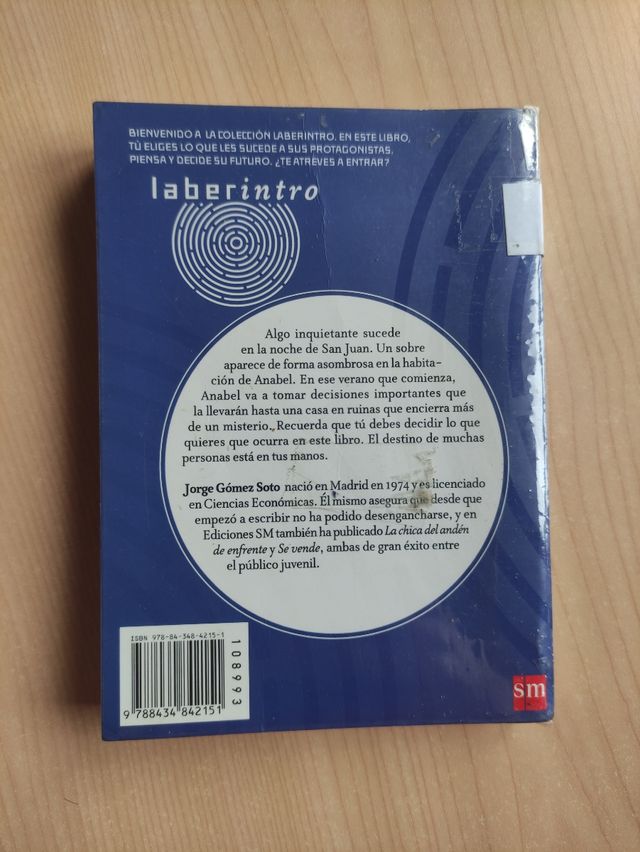 BIENVENIDO A LA COLECCIÓN LABERINTRO. EN ESTE LIBRO,
TÚ ELIGES LO QUE LES SUCEDE A SUS PROTAGONISTAS.
PIENSA Y DECIDE SU FUTURO. ¿TE ATREVES A ENTRAR?
laberintro
Algo inquietante sucede
en la noche de San Juan. Un sobre
aparece de forma asombrosa en la habita-
ción de Anabel. En ese verano que comienza,
Anabel va a tomar decisiones importantes que
la llevarán hasta una casa en ruinas que encierra más
de un misterio. Recuerda que tú debes decidir lo que
quieres que ocurra en este libro. El destino de muchas
personas está en tus manos.
Jorge Gómez Soto nació en Madrid en 1974 y es licenciado
en Ciencias Económicas. Él mismo asegura que desde que
empezó a escribir no ha podido desengancharse, y en
Ediciones SM también ha publicado La chica del andén
de enfrente y Se vende, ambas de gran éxito entre
el público juvenil.
ISBN 978-84-348-4215-1
108993
9 788434 842151
sm